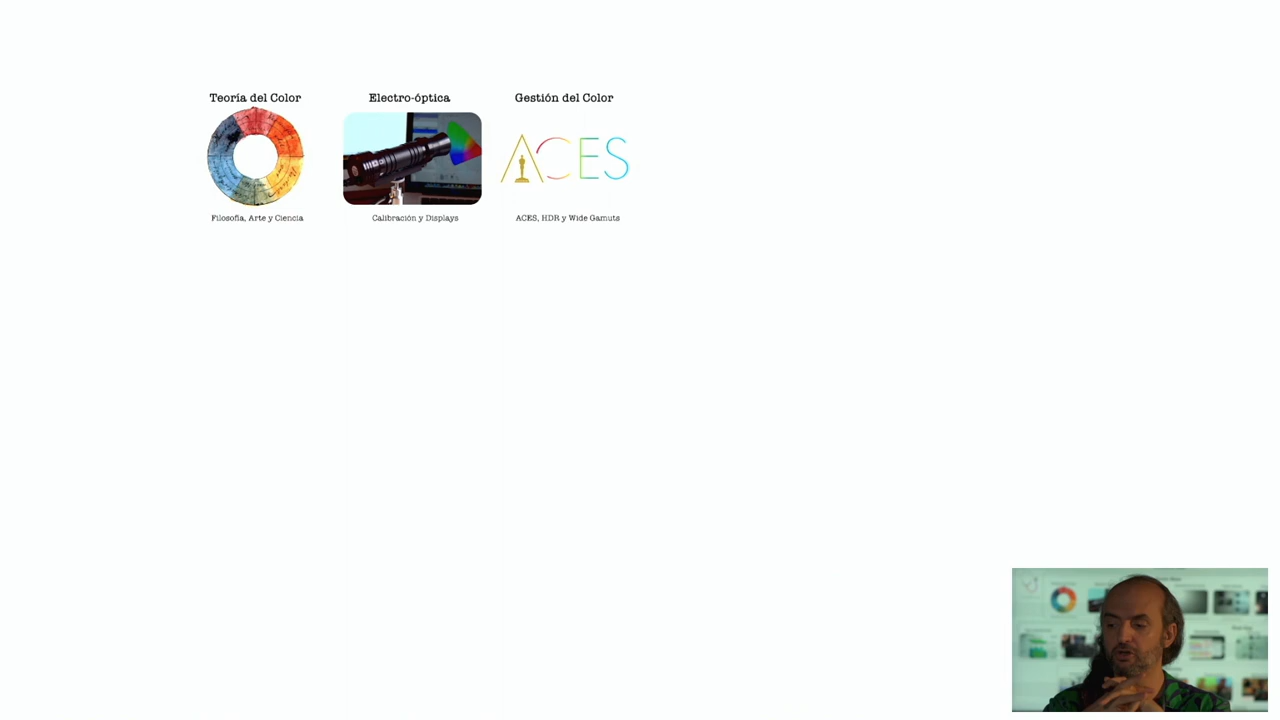 Teoría del Color
Electro-óptica
Gestión del Color
ACES
Filosofía, Arte y Ciencia
Calibración y Displays
ACES, HDR y Wide Gamuts